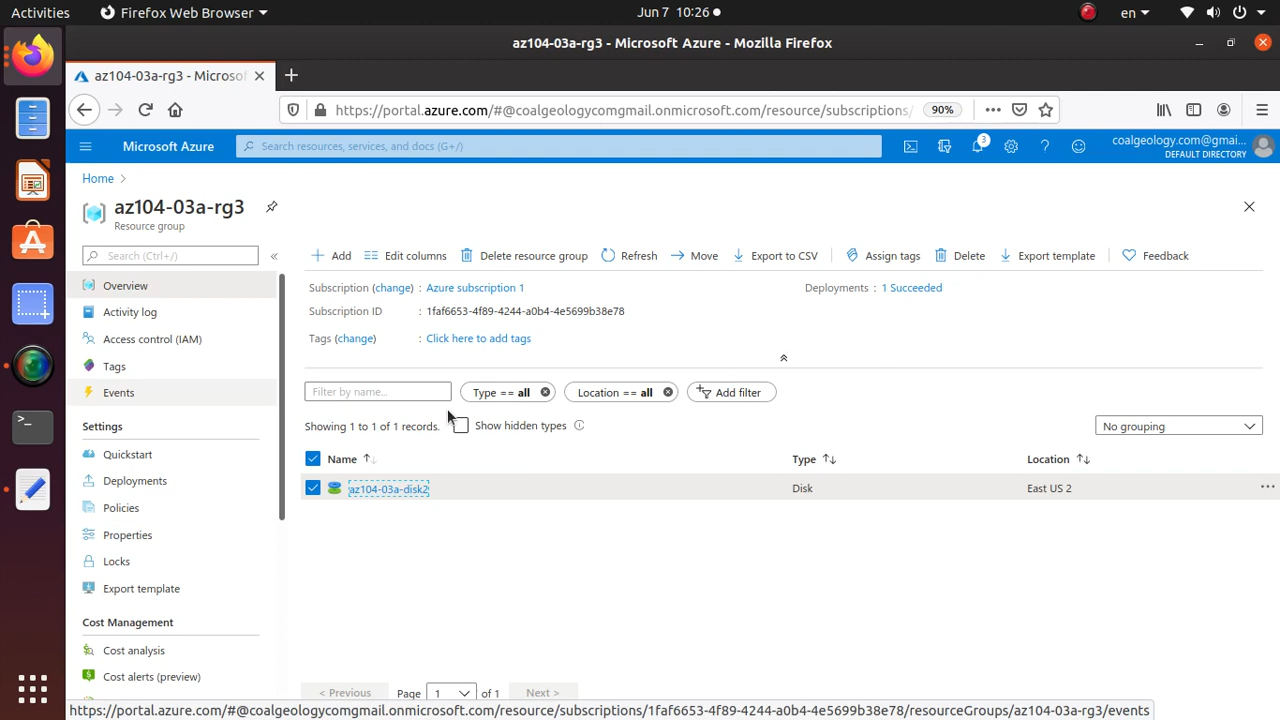 Activities
Firefox Web Browser
Jun 7 10:26
en
az104-03a-rg3 - Microsoft Azure - Mozilla Firefox
az104-03a-rg3 - Microsof
https://portal.azure.com/#@coalgeologycomgmail.onmicrosoft.com/resource/subscriptions/
90%
Microsoft Azure
Search resources, services, and docs (G+/)
3
coalgeology.com@gmai...
DEFAULT DIRECTORY
Home
az104-03a-rg3
Resource group
Search (Ctrl+/)
Overview
Activity log
Access control (IAM)
Tags
Events
Settings
Quickstart
Deployments
Policies
Properties
Locks
Export template
Cost Management
Cost analysis
Cost alerts (preview)
Add
Edit columns
Delete resource group
Refresh
Move
Export to CSV
Assign tags
Delete
Export template
Feedback
Subscription (change) : Azure subscription 1
Deployments : 1 Succeeded
Subscription ID : 1faf6653-4f89-4244-a0b4-4e5699b38e78
Tags (change) : Click here to add tags
Filter by name...
Type == all
Location == all
Add filter
Showing 1 to 1 of 1 records.
Show hidden types
No grouping
Name
Type
Location
az104-03a-disk2
Disk
East US 2
< Previous
Page 1 of 1
Next >
https://portal.azure.com/#@coalgeologycomgmail.onmicrosoft.com/resource/subscriptions/1faf6653-4f89-4244-a0b4-4e5699b38e78/resourceGroups/az104-03a-rg3/events